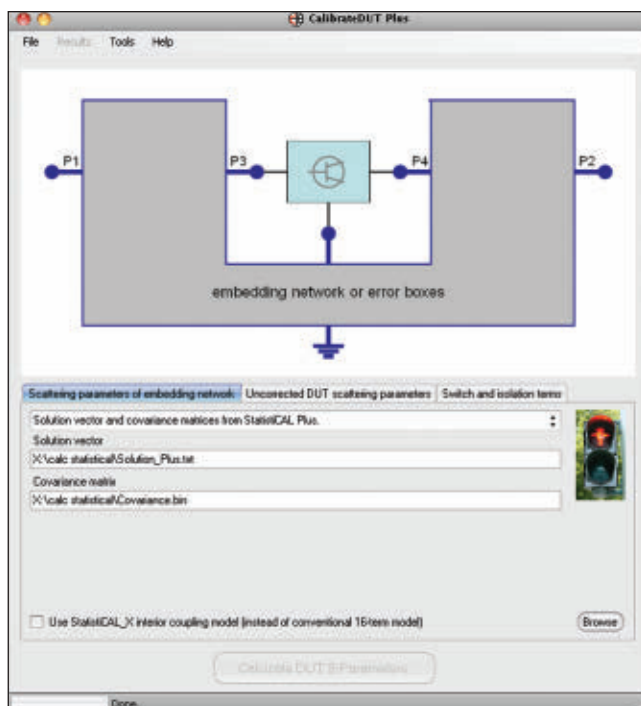 CalibrateDUT Plus
File Results Tools Help
P1
P3
P4
P2
embedding network or error boxes
Scattering parameters of embedding network
Uncorrected DUT scattering parameters
Switch and isolation terms
Solution vector and covariance matrices from StatistiCAL Plus.
Solution vector
X:\calc statistical\Solution_Plus.txt
Covariance matrix
X:\calc statistical\Covariance.bin
Use StatistiCAL_X interior coupling model (instead of conventional 16-term model)
Browse
Calibrate DUT S-Parameters
Done